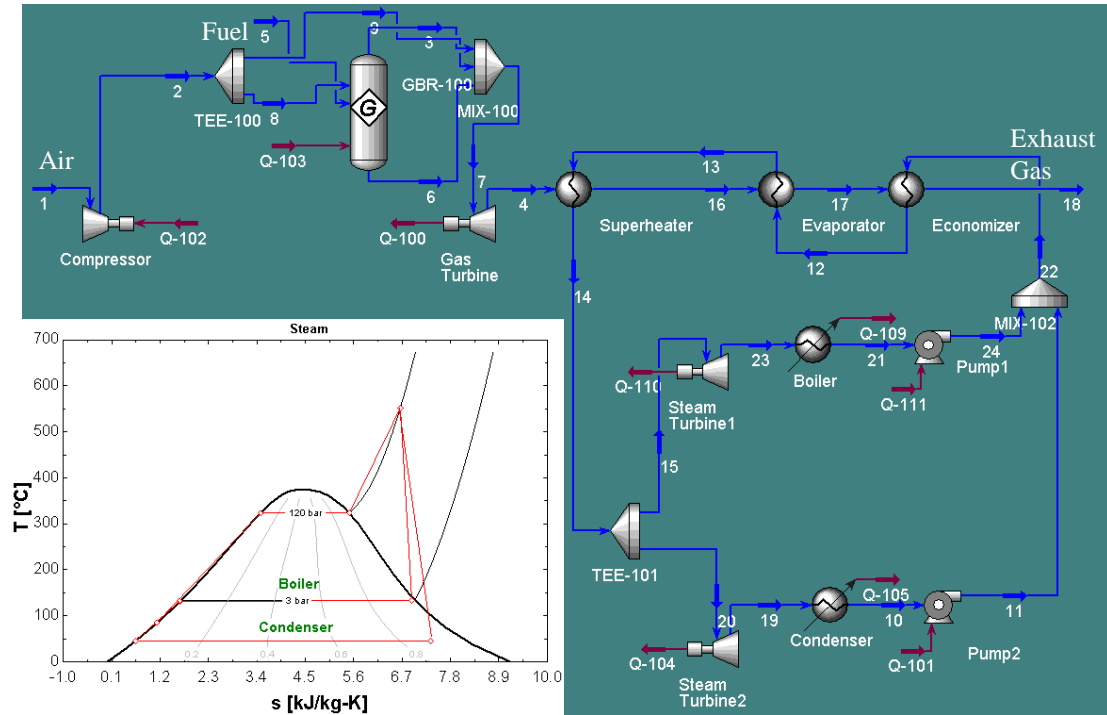 Fuel
5
9
3
2
TEE-100
8
GBR-100
MIX-100
G
Q-103
Air
1
Q-102
Compressor
6
7
4
Q-100
Gas
Turbine
13
Superheater
16
Evaporator
17
Economizer
12
Exhaust
Gas
18
14
22
MIX-102
Q-109
23
21
24
Boiler
Pump1
Q-110
Q-111
Steam
Turbine1
15
TEE-101
Q-105
20
19
10
11
Condenser
Q-104
Q-101
Pump2
Steam
Turbine2
Steam
700
600
500
400
300
200
100
0
T [°C]
120 bar
Boiler
3 bar
Condenser
0.2
0.4
0.6
0.8
-1.0
0.1
1.2
2.3
3.4
4.5
5.6
6.7
7.8
8.9
10.0
s [kJ/kg-K]